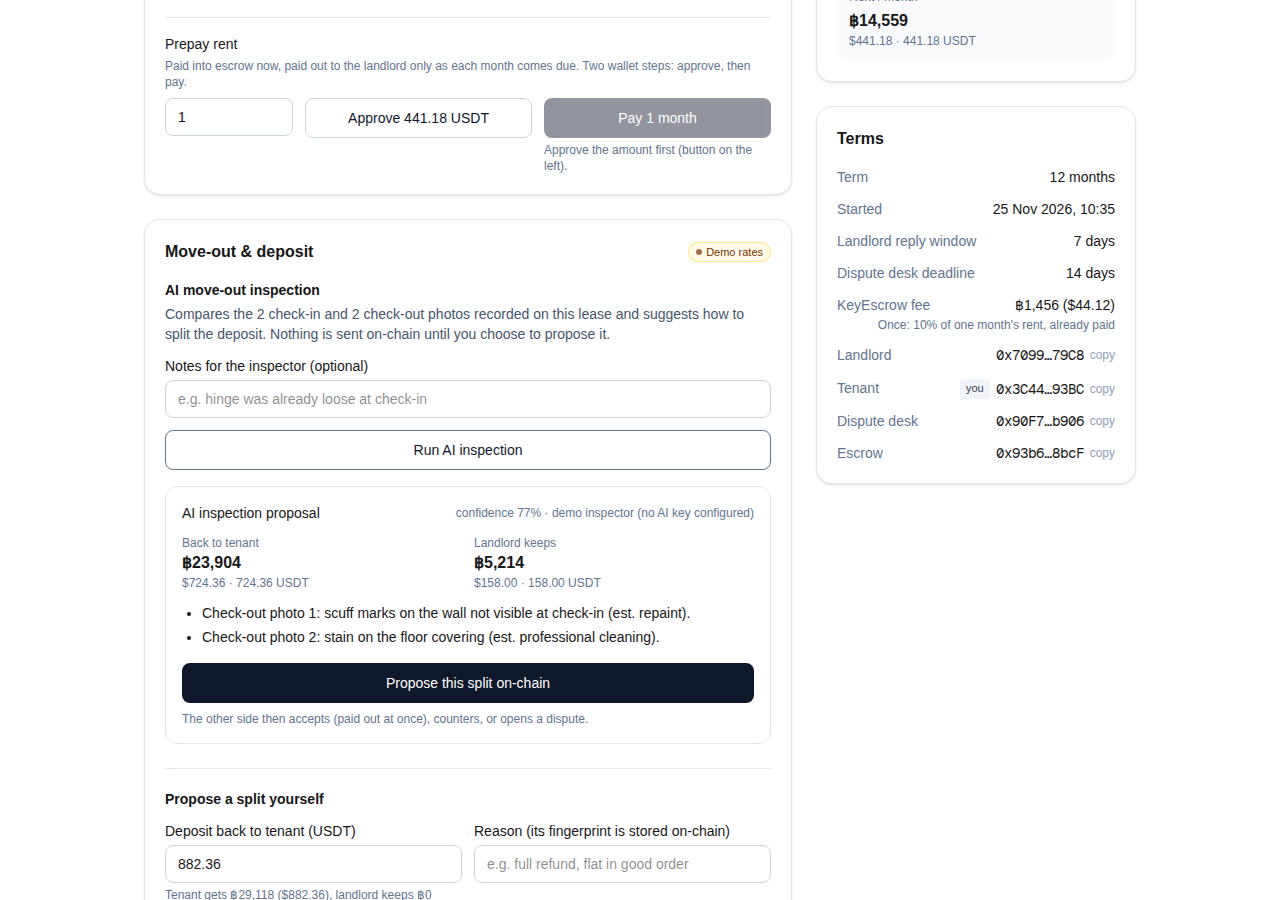 ฿14,559
$441.18 · 441.18 USDT
Prepay rent
Paid into escrow now, paid out to the landlord only as each month comes due. Two wallet steps: approve, then
pay.
1
Approve 441.18 USDT
Pay 1 month
Approve the amount first (button on the
left).
Terms
Term 12 months
Started 25 Nov 2026, 10:35
Landlord reply window 7 days
Dispute desk deadline 14 days
KeyEscrow fee ฿1,456 ($44.12)
Once: 10% of one month's rent, already paid
Landlord 0x7099…79C8 copy
Tenant you 0x3C44…93BC copy
Dispute desk 0x90F7…b906 copy
Escrow 0x93b6…8bcF copy
Move-out & deposit
Demo rates
AI move-out inspection
Compares the 2 check-in and 2 check-out photos recorded on this lease and suggests how to
split the deposit. Nothing is sent on-chain until you choose to propose it.
Notes for the inspector (optional)
e.g. hinge was already loose at check-in
Run AI inspection
AI inspection proposal
confidence 77% · demo inspector (no AI key configured)
Back to tenant
฿23,904
$724.36 · 724.36 USDT
Landlord keeps
฿5,214
$158.00 · 158.00 USDT
• Check-out photo 1: scuff marks on the wall not visible at check-in (est. repaint).
• Check-out photo 2: stain on the floor covering (est. professional cleaning).
Propose this split on-chain
The other side then accepts (paid out at once), counters, or opens a dispute.
Propose a split yourself
Deposit back to tenant (USDT)
882.36
Reason (its fingerprint is stored on-chain)
e.g. full refund, flat in good order
Tenant gets ฿29,118 ($882.36), landlord keeps ฿0